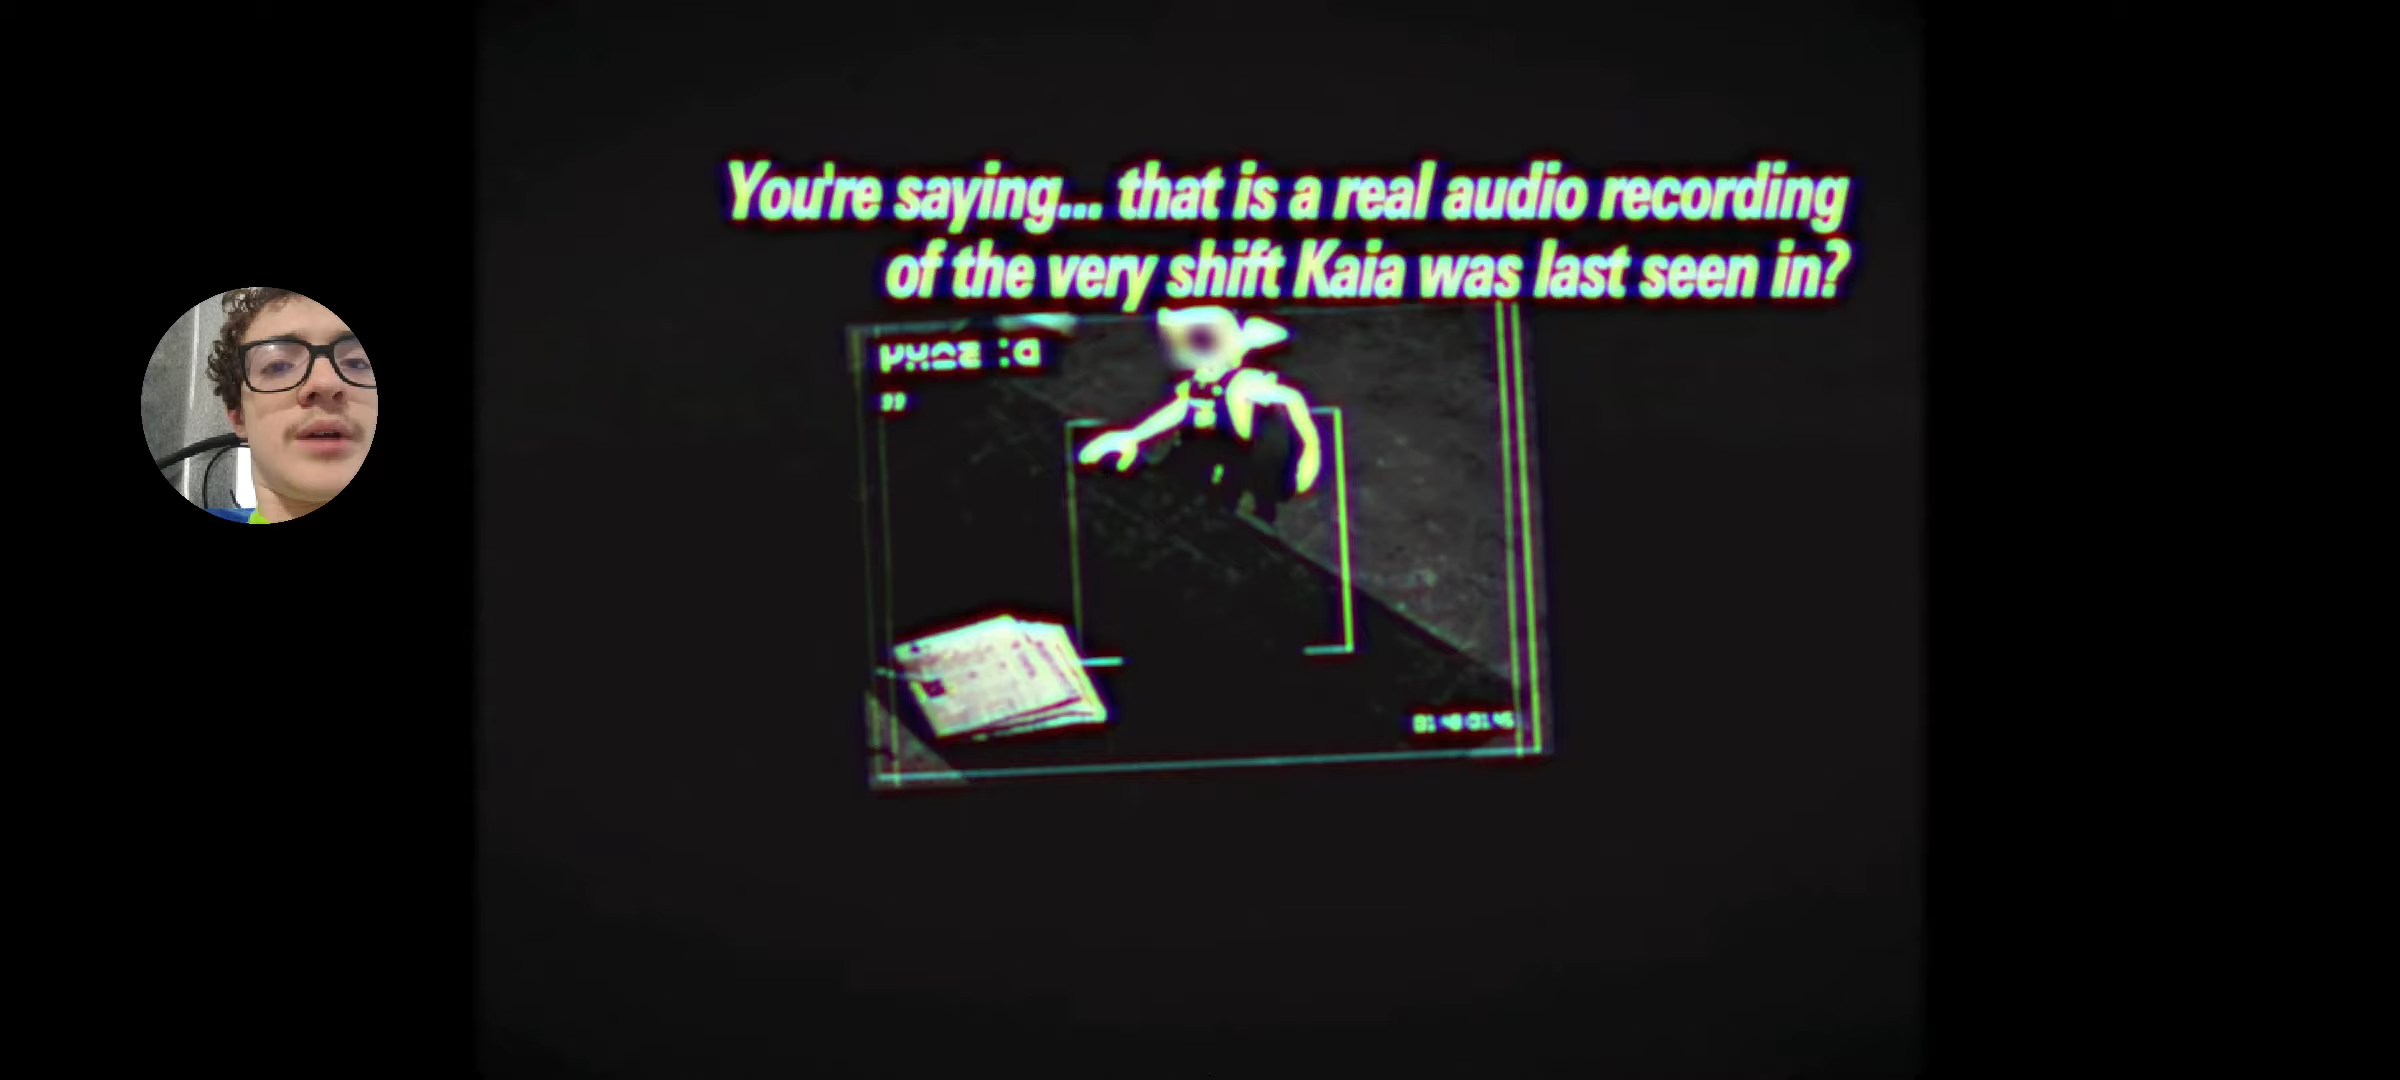 You're saying... that is a real audio recording
of the very shift Kaia was last seen in?